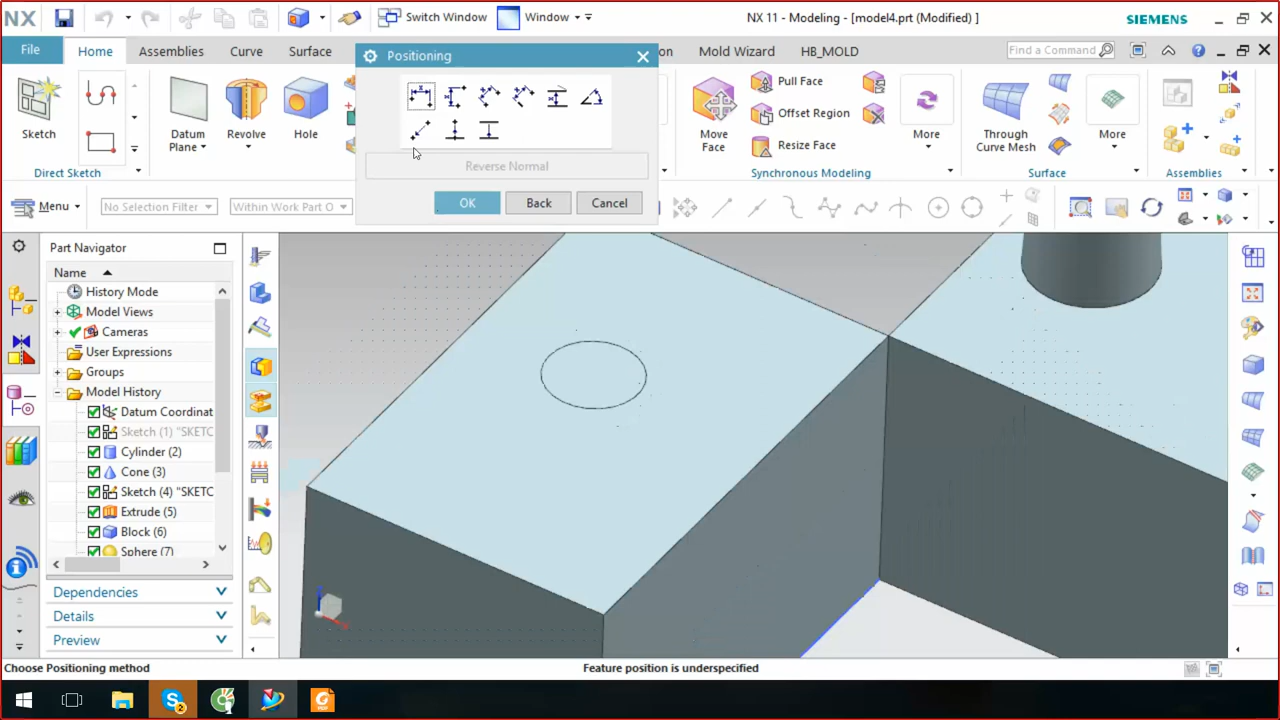 NX
Switch Window
Window
NX 11 - Modeling - [model4.prt (Modified) ]
SIEMENS
File
Home
Assemblies
Curve
Surface
on
Mold Wizard
HB_MOLD
Find a Command
Positioning
Reverse Normal
OK
Back
Cancel
Sketch
Datum
Plane
Revolve
Hole
Direct Sketch
Move
Face
Pull Face
Offset Region
Resize Face
More
Synchronous Modeling
Through
Curve Mesh
More
Surface
Assemblies
Menu
No Selection Filter
Within Work Part O
Part Navigator
Name
History Mode
Model Views
Cameras
User Expressions
Groups
Model History
Datum Coordinat
Sketch (1) "SKETC
Cylinder (2)
Cone (3)
Sketch (4) "SKETC
Extrude (5)
Block (6)
Sphere (7)
Dependencies
Details
Preview
Choose Positioning method
Feature position is underspecified